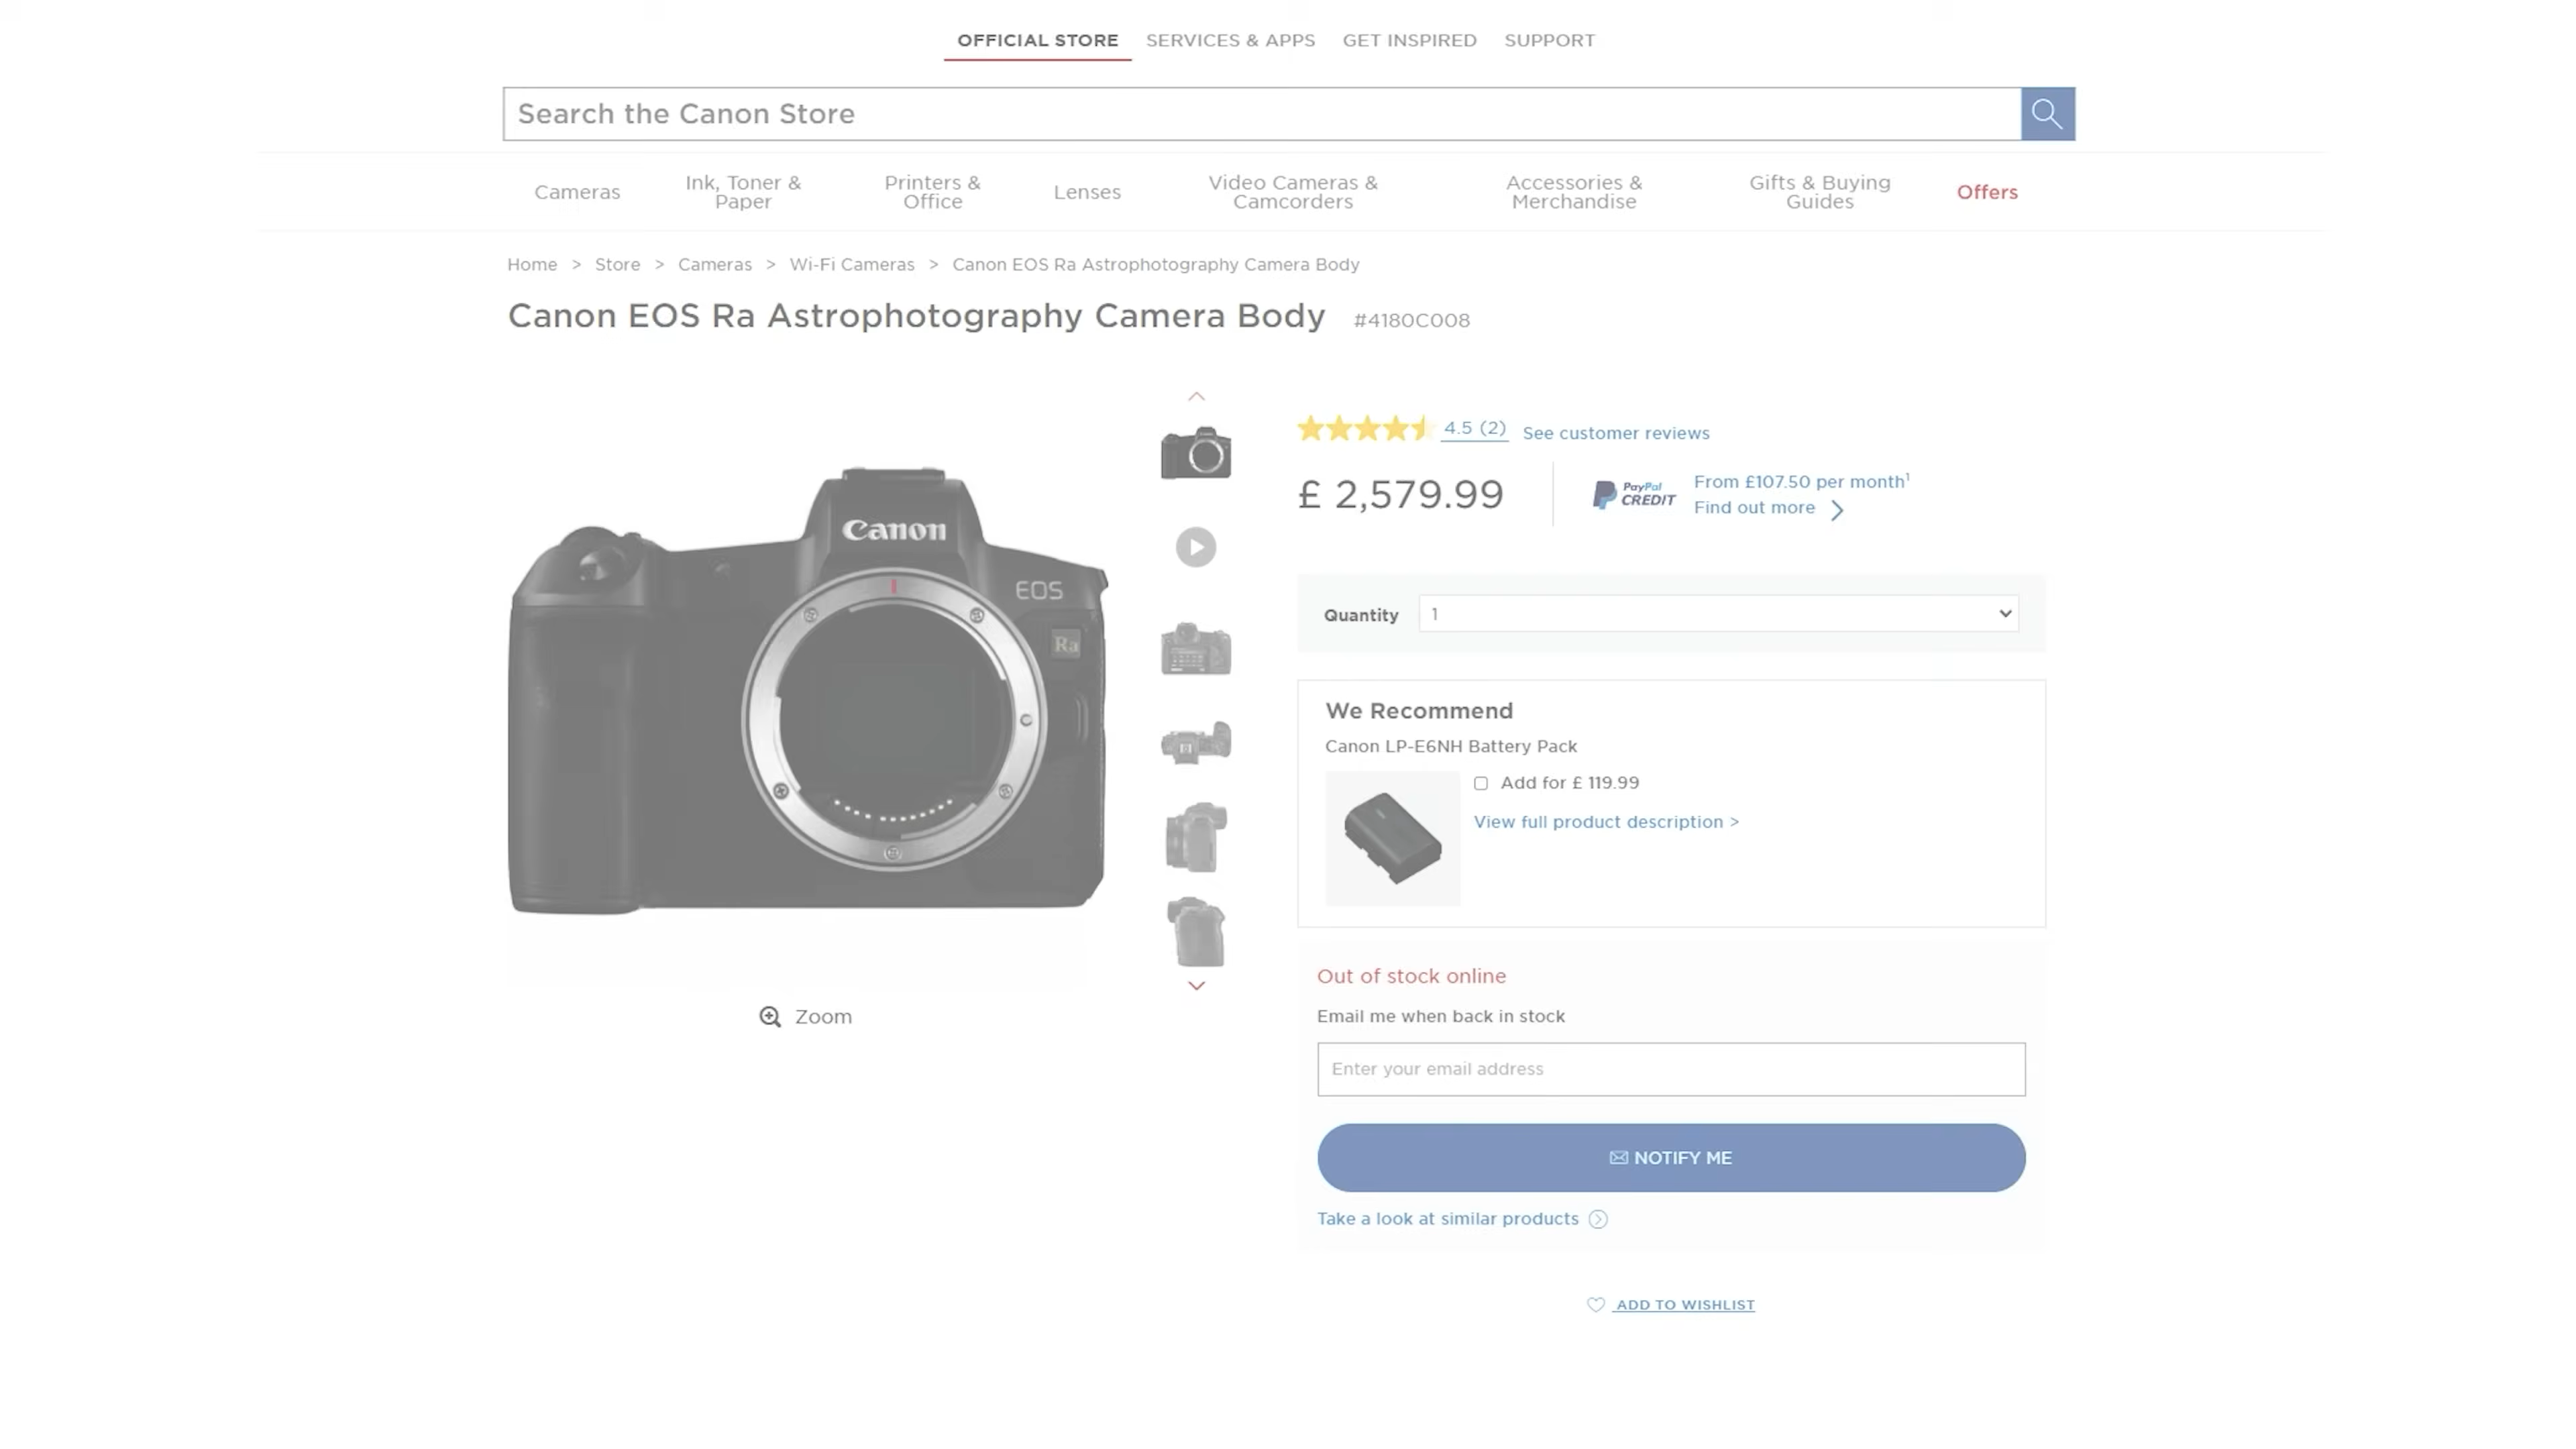 OFFICIAL STORE SERVICES & APPS GET INSPIRED SUPPORT
Search the Canon Store
Cameras
Ink, Toner &
Paper
Printers &
Office
Lenses
Video Cameras &
Camcorders
Accessories &
Merchandise
Gifts & Buying
Guides
Offers
Home > Store > Cameras > Wi-Fi Cameras > Canon EOS Ra Astrophotography Camera Body
Canon EOS Ra Astrophotography Camera Body #4180C008
Canon
EOS
Ra
Zoom
4.5 (2) See customer reviews
£ 2,579.99
PayPal
CREDIT
From £107.50 per month¹
Find out more
Quantity 1
We Recommend
Canon LP-E6NH Battery Pack
Add for £ 119.99
View full product description >
Out of stock online
Email me when back in stock
Enter your email address
NOTIFY ME
Take a look at similar products
ADD TO WISHLIST